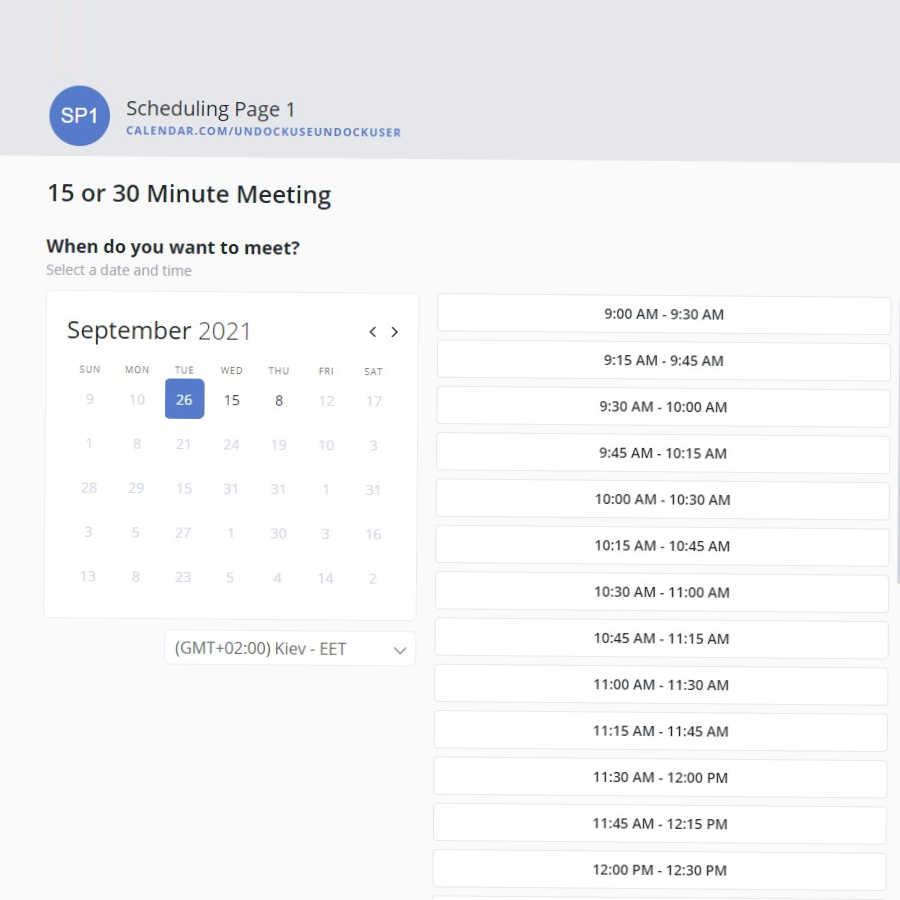 SP1
Scheduling Page 1
CALENDAR.COM/UNDOCKUSEUNDOCKUSER
15 or 30 Minute Meeting
When do you want to meet?
Select a date and time
September 2021
SUN MON TUE WED THU FRI SAT
9 10 26 15 8 12 17
1 8 21 24 19 10 3
28 29 15 31 31 1 31
3 5 27 1 30 3 16
13 8 23 5 4 14 2
(GMT+02:00) Kiev - EET
9:00 AM - 9:30 AM
9:15 AM - 9:45 AM
9:30 AM - 10:00 AM
9:45 AM - 10:15 AM
10:00 AM - 10:30 AM
10:15 AM - 10:45 AM
10:30 AM - 11:00 AM
10:45 AM - 11:15 AM
11:00 AM - 11:30 AM
11:15 AM - 11:45 AM
11:30 AM - 12:00 PM
11:45 AM - 12:15 PM
12:00 PM - 12:30 PM